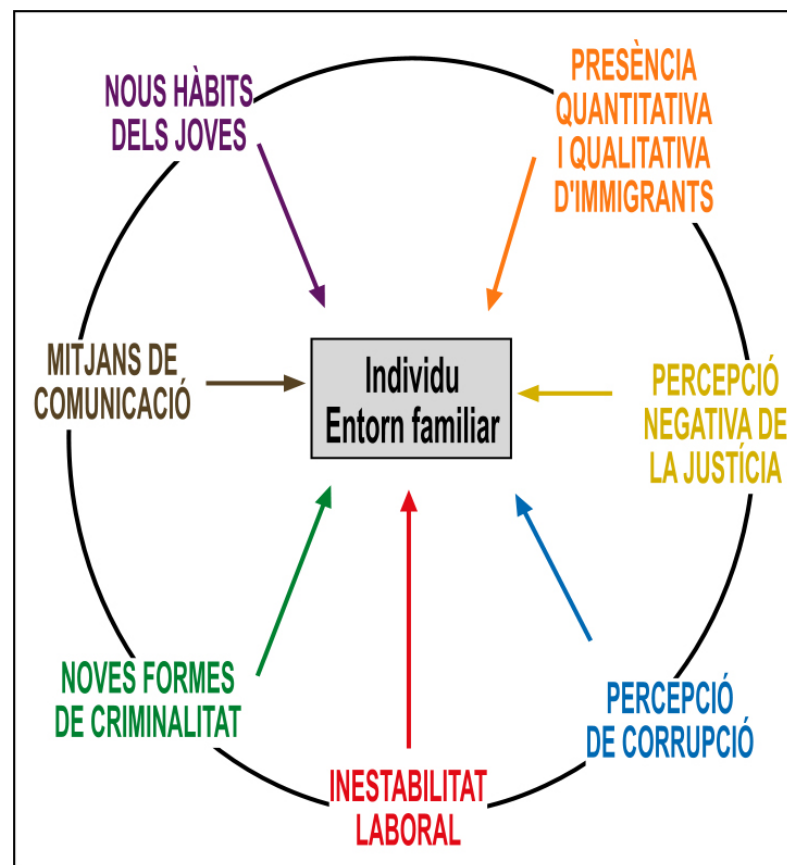 NOUS HÀBITS
DELS JOVES
PRESÈNCIA
QUANTITATIVA
I QUALITATIVA
D'IMMIGRANTS
MITJANS DE
COMUNICACIÓ
Individu
Entorn familiar
PERCEPCIÓ
NEGATIVA DE
LA JUSTÍCIA
NOVES FORMES
DE CRIMINALITAT
PERCEPCIÓ
DE CORRUPCIÓ
INESTABILITAT
LABORAL